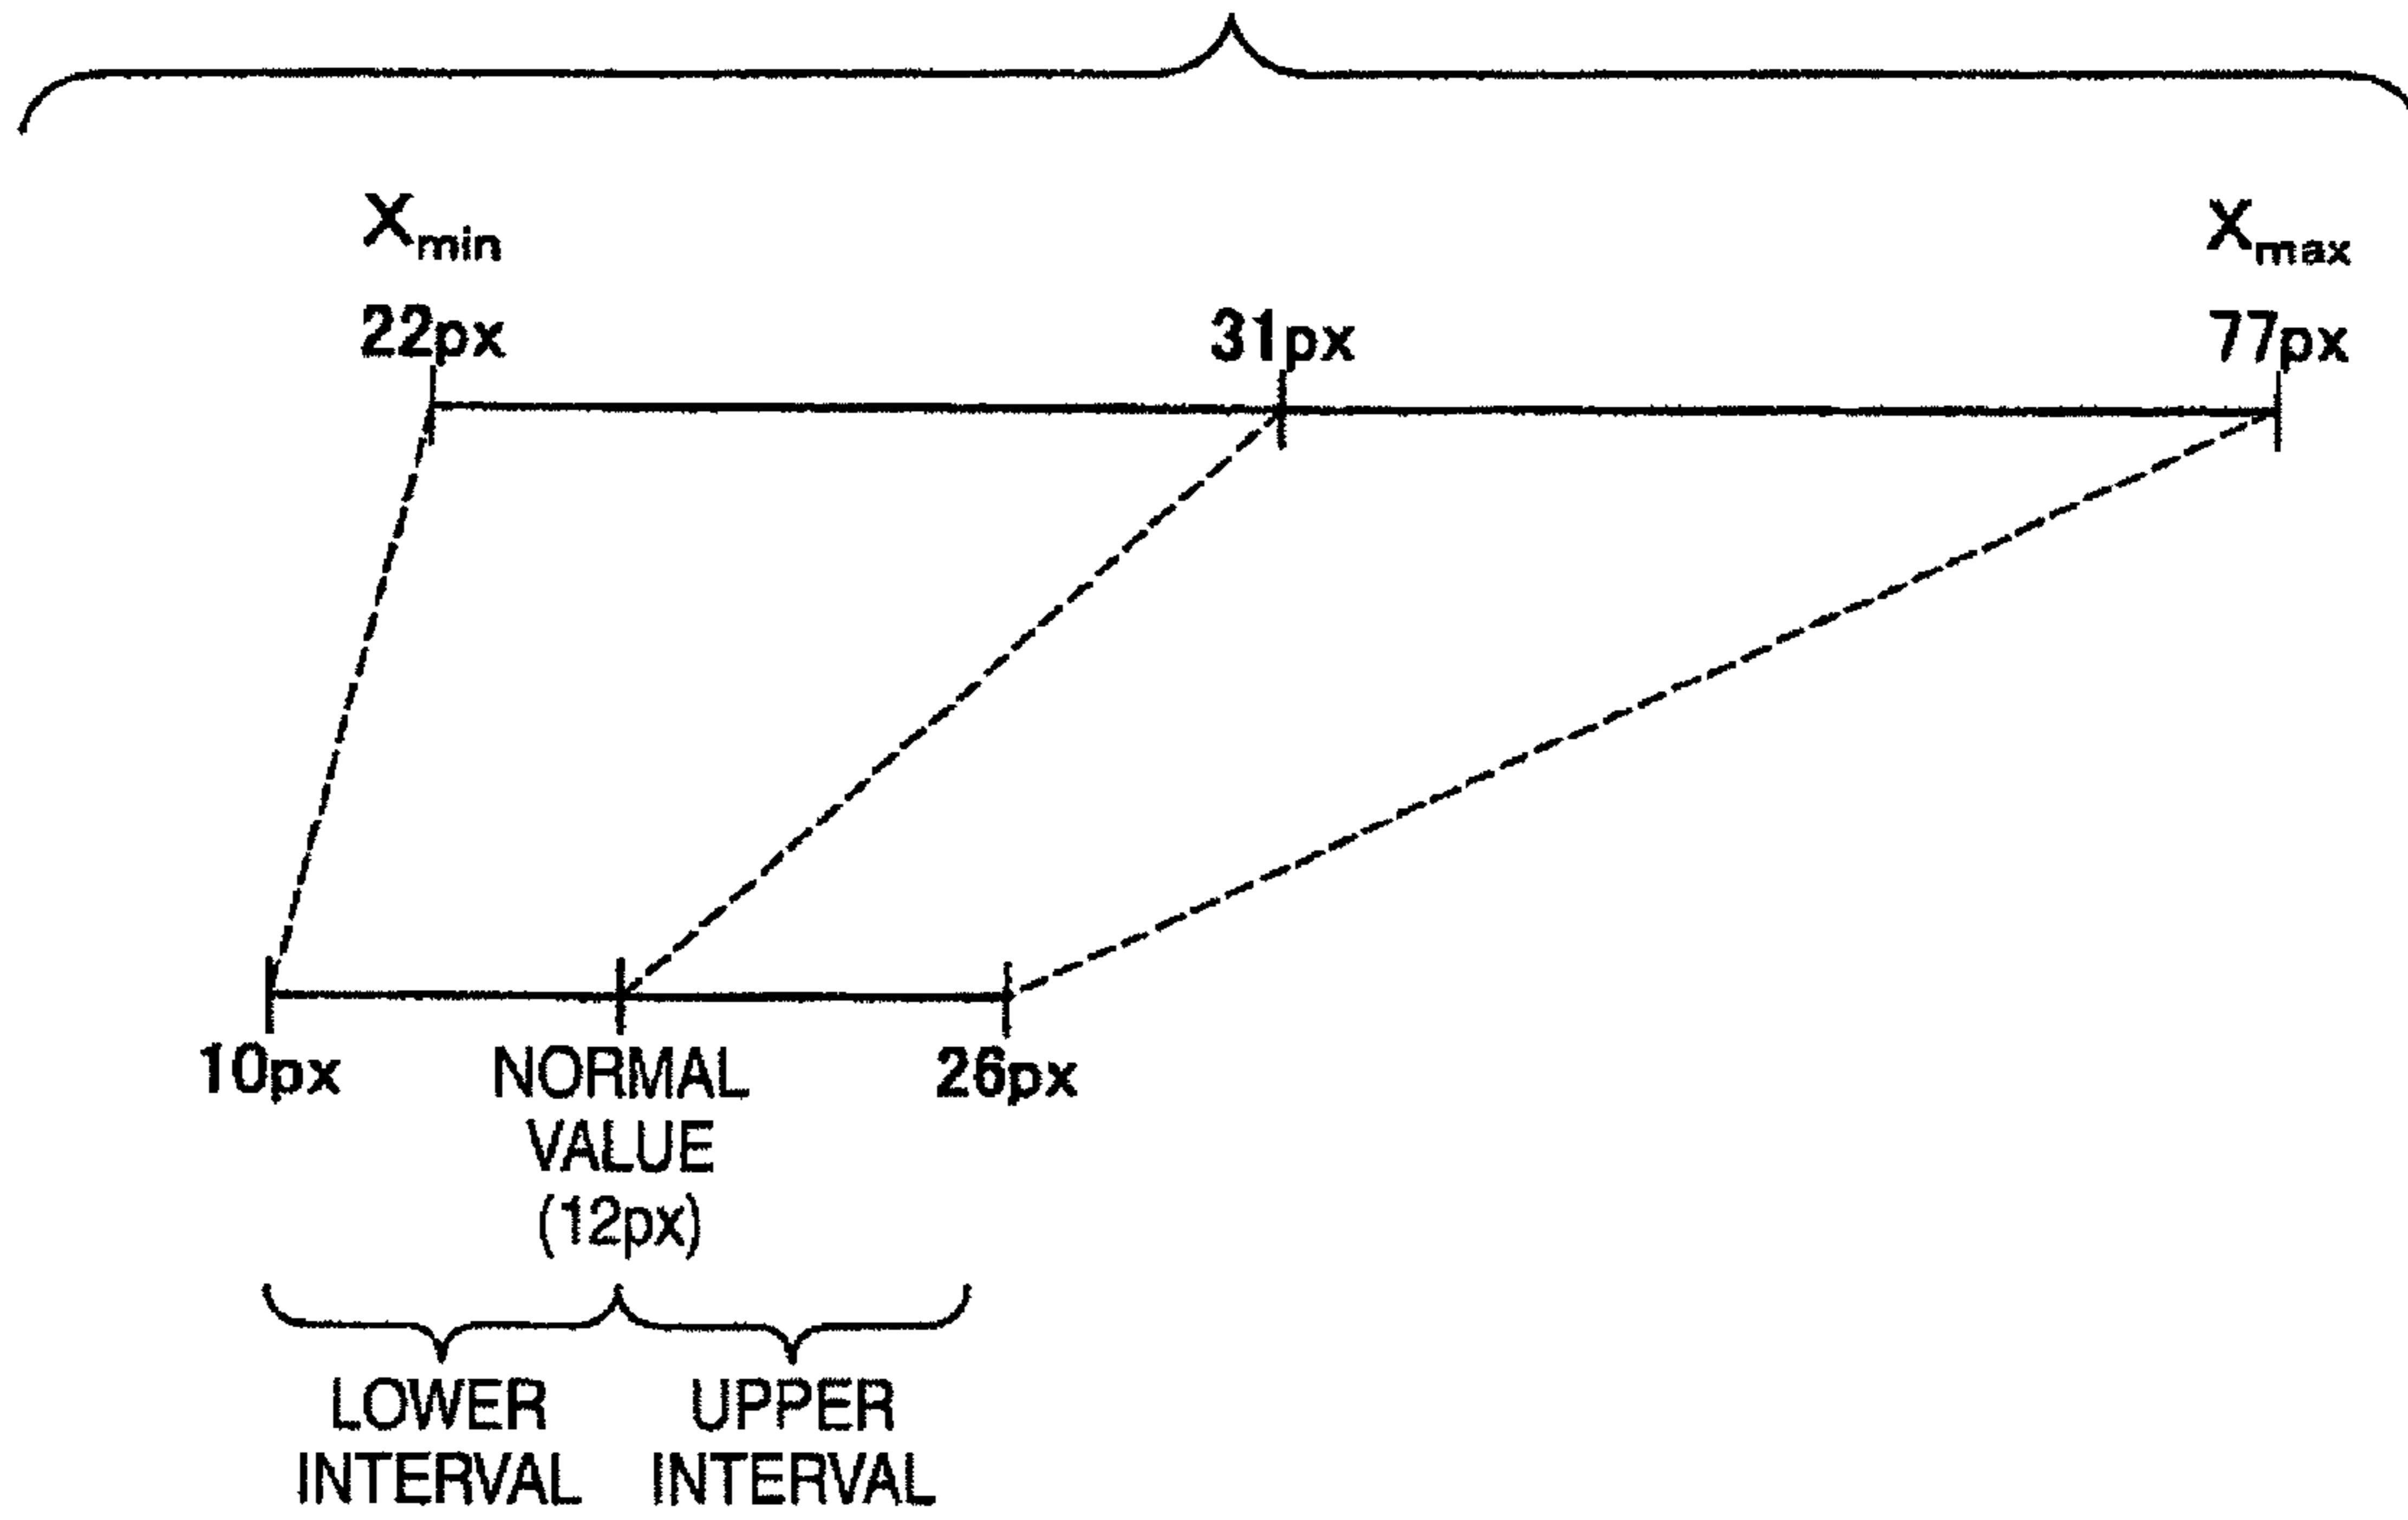 Xmin Xmax
22px 31px 77px
10px NORMAL 26px
VALUE
(12px)
LOWER UPPER
INTERVAL INTERVAL